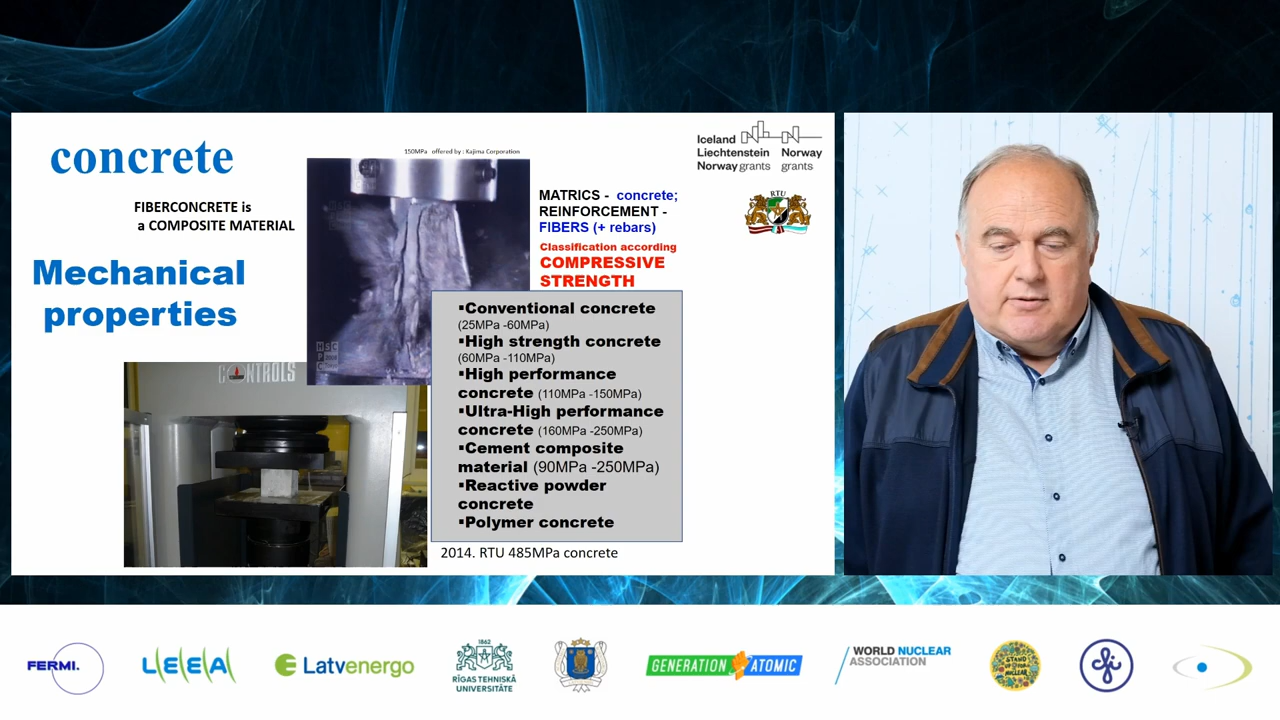 concrete
FIBERCONCRETE is
a COMPOSITE MATERIAL
Mechanical
properties
150MPa offered by : Kajima Corporation
MATRICS - concrete;
REINFORCEMENT -
FIBERS (+ rebars)
Classification according
COMPRESSIVE
STRENGTH
▪Conventional concrete
(25MPa -60MPa)
▪High strength concrete
(60MPa -110MPa)
▪High performance
concrete (110MPa -150MPa)
▪Ultra-High performance
concrete (160MPa -250MPa)
▪Cement composite
material (90MPa -250MPa)
▪Reactive powder
concrete
▪Polymer concrete
2014. RTU 485MPa concrete
CONTROLS
Iceland
Liechtenstein Norway
Norway grants grants
RTU
FERMI.
LEEA
Latvenergo
1862
RĪGAS TEHNISKĀ
UNIVERSITĀTE
GENERATION ATOMIC
WORLD NUCLEAR
ASSOCIATION
STAND
UP FOR
NUCLEAR